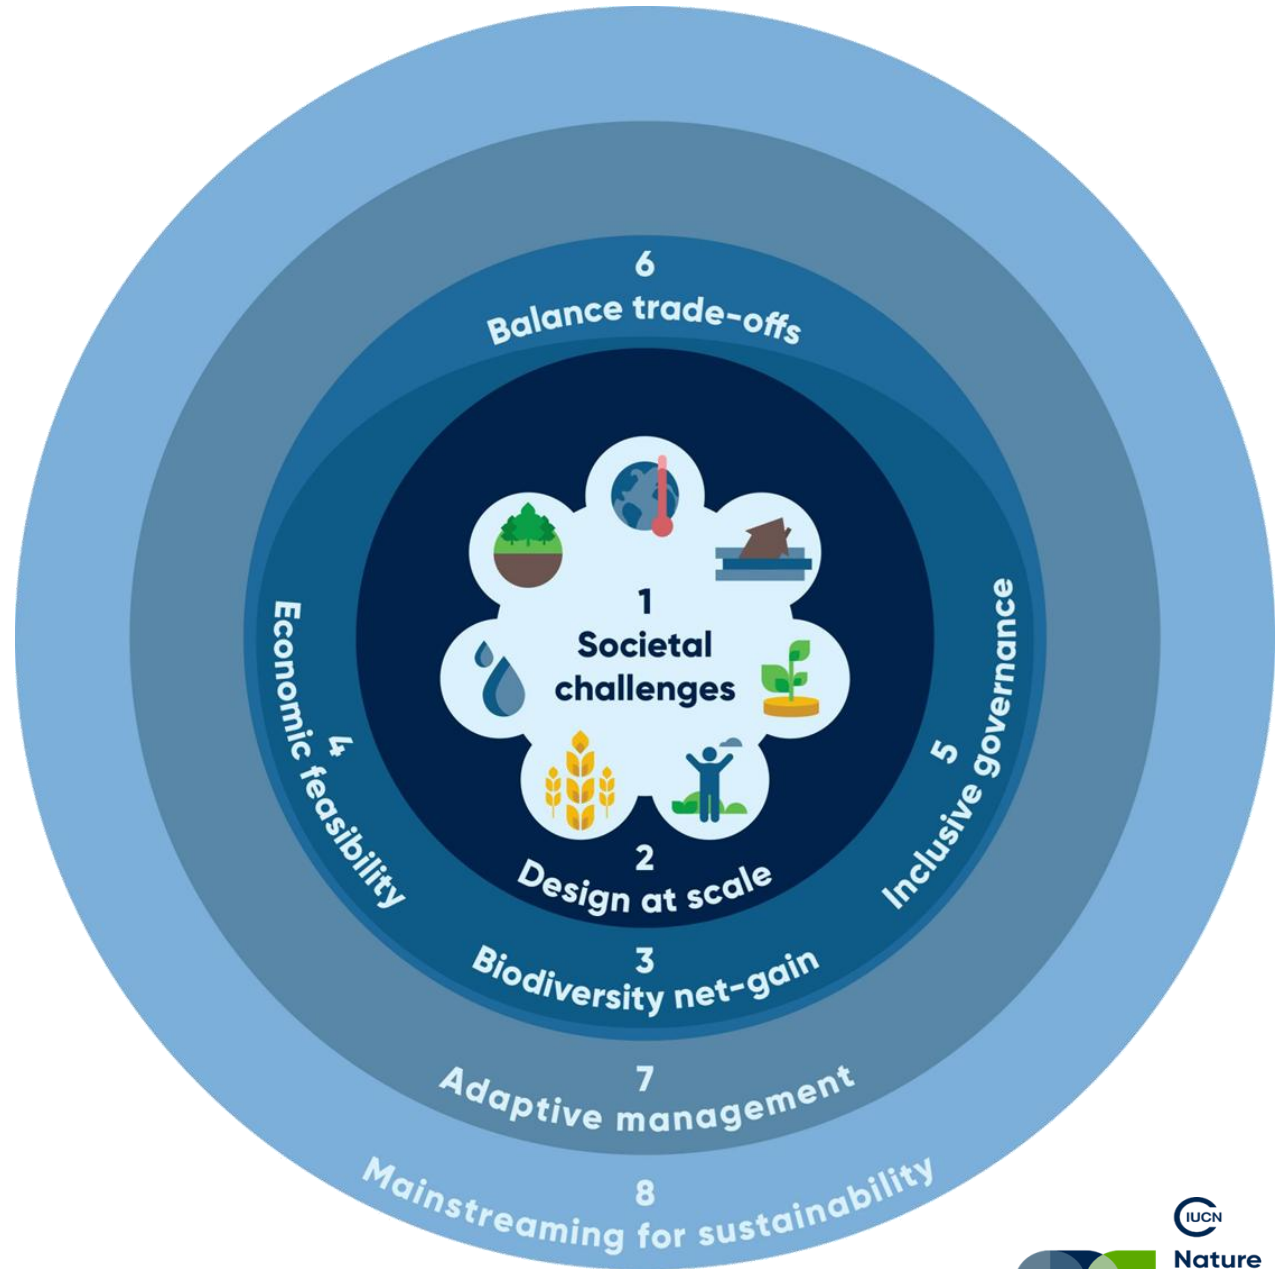 6
Balance trade-offs
1
Societal
challenges
4
Economic feasibility
5
Inclusive governance
2
Design at scale
3
Biodiversity net-gain
7
Adaptive management
8
Mainstreaming for sustainability
IUCN
Nature